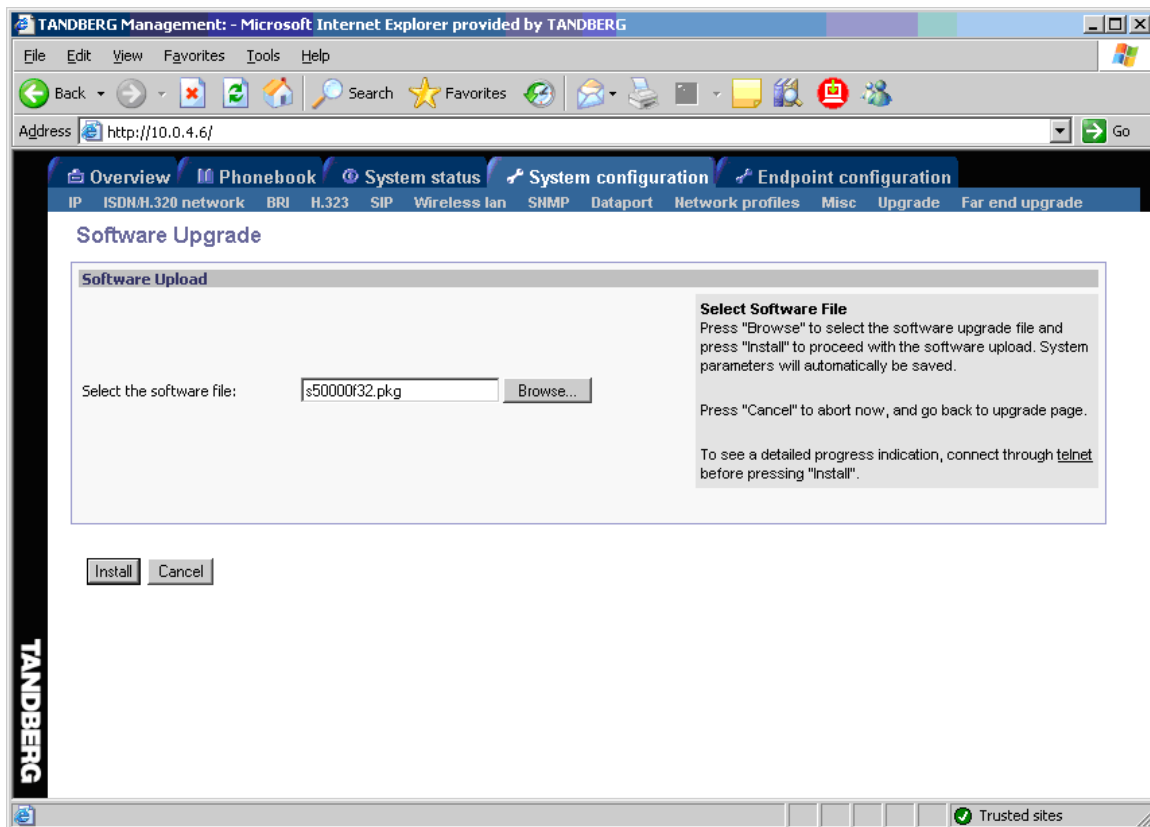 TANDBERG Management: - Microsoft Internet Explorer provided by TANDBERG
File Edit View Favorites Tools Help
Back Search Favorites
Address http://10.0.4.6/ Go
Overview Phonebook System status System configuration Endpoint configuration
IP ISDN/H.320 network BRI H.323 SIP Wireless lan SNMP Dataport Network profiles Misc Upgrade Far end upgrade
Software Upgrade
Software Upload
Select the software file: s50000f32.pkg Browse...
Select Software File
Press "Browse" to select the software upgrade file and
press "Install" to proceed with the software upload. System
parameters will automatically be saved.
Press "Cancel" to abort now, and go back to upgrade page.
To see a detailed progress indication, connect through telnet
before pressing "Install".
Install Cancel
TANDBERG
Trusted sites